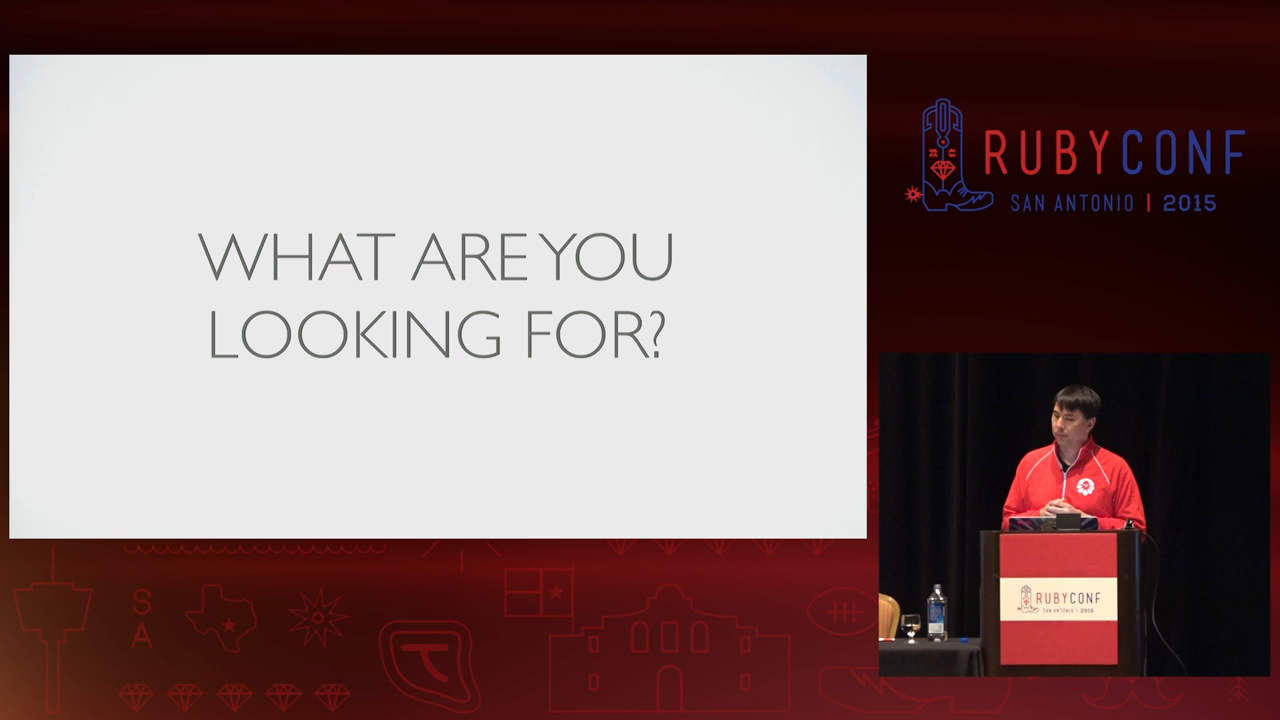 WHAT ARE YOU
LOOKING FOR?
RUBYCONF
SAN ANTONIO | 2015
RUBYCONF
SAN ANTONIO | 2015
S
A